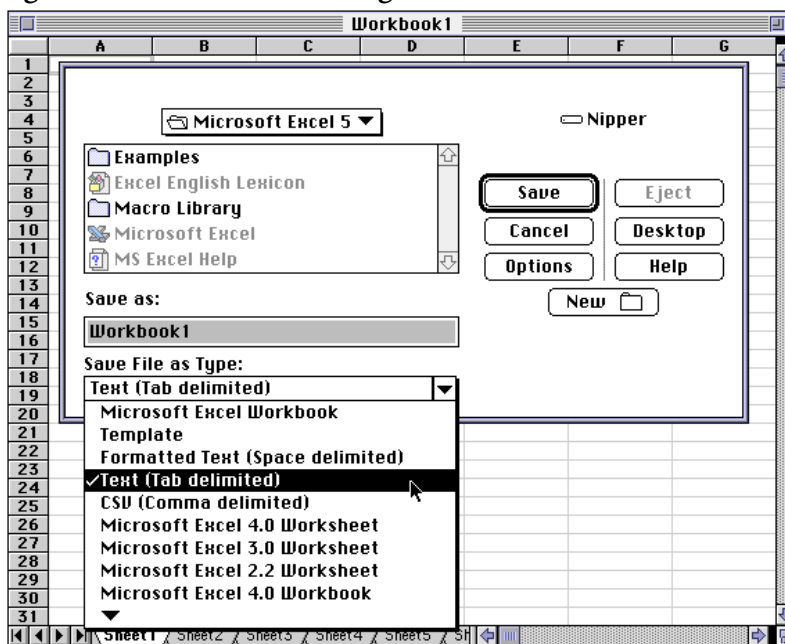 Workbook1
A B C D E F G
1
2
3
4 Microsoft Excel 5 Nipper
5
6 Examples
7
8 Excel English Lexicon Save Eject
9 Macro Library
10 Microsoft Excel Cancel Desktop
11
12 MS Excel Help Options Help
13
14 Save as: New
15
16 Workbook1
17 Save File as Type:
18
19 Text (Tab delimited)
20 Microsoft Excel Workbook
21 Template
22 Formatted Text (Space delimited)
23
24 Text (Tab delimited)
25 CSV (Comma delimited)
26 Microsoft Excel 4.0 Worksheet
27 Microsoft Excel 3.0 Worksheet
28 Microsoft Excel 2.2 Worksheet
29
30 Microsoft Excel 4.0 Workbook
31
Sheet1 Sheet2 Sheet3 Sheet4 Sheet5